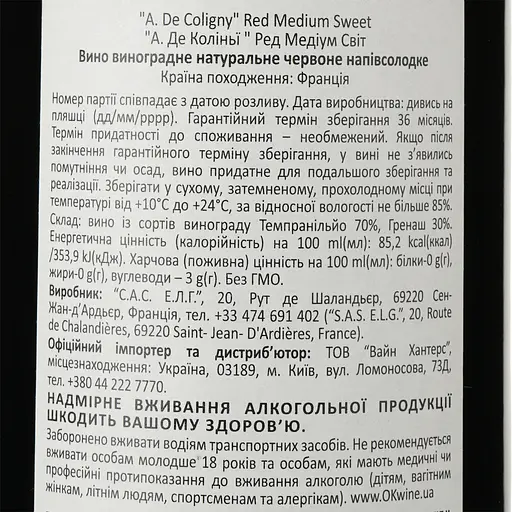 "A. De Coligny" Red Medium Sweet
"А. Де Коліньї " Ред Медіум Світ
Вино виноградне натуральне червоне напівсолодке
Країна походження: Франція
Номер партії співпадає з датою розливу. Дата виробництва: дивись на
пляшці (дд/мм/рррр). Гарантійний термін зберігання 36 місяців.
Термін придатності до споживання – необмежений. Якщо після
закінчення гарантійного терміну зберігання, у вині не з’явились
помутніння чи осад, вино придатне для подальшого зберігання та
реалізації. Зберігати у сухому, затемненому, прохолодному місці при
температурі від +10°С до +24°С, за відносної вологості не більше 85%.
Склад: вино із сортів винограду Темпранільо 70%, Гренаш 30%.
Енергетична цінність (калорійність) на 100 ml(мл): 85,2 kcal(ккал)
/353,9 kJ(кДж). Харчова (поживна) цінність на 100 ml(мл): білки-0 g(г),
жири-0 g(г), вуглеводи – 3 g(г). Без ГМО.
Виробник: “С.А.С. Е.Л.Г.”, 20, Рут де Шаландьєр, 69220 Сен-
Жан-д’Ардьєр, Франція, тел. +33 474 691 402 (“S.A.S. E.L.G.”, 20, Route
de Chalandières, 69220 Saint- Jean- D'Ardières, France).
Офіційний імпортер та дистриб’ютор: ТОВ “Вайн Хантерс”,
місцезнаходження: Україна, 03189, м. Київ, вул. Ломоносова, 73Д,
тел. +380 44 222 7770.
НАДМІРНЕ ВЖИВАННЯ АЛКОГОЛЬНОЇ ПРОДУКЦІЇ
ШКОДИТЬ ВАШОМУ ЗДОРОВ’Ю.
Заборонено вживати водіям транспортних засобів. Не рекомендується
вживати особам молодше 18 років та особам, які мають медичні чи
професійні протипоказання до вживання алкоголю (дітям, вагітним
жінкам, літнім людям, спортсменам та алергікам). www.OKwine.ua